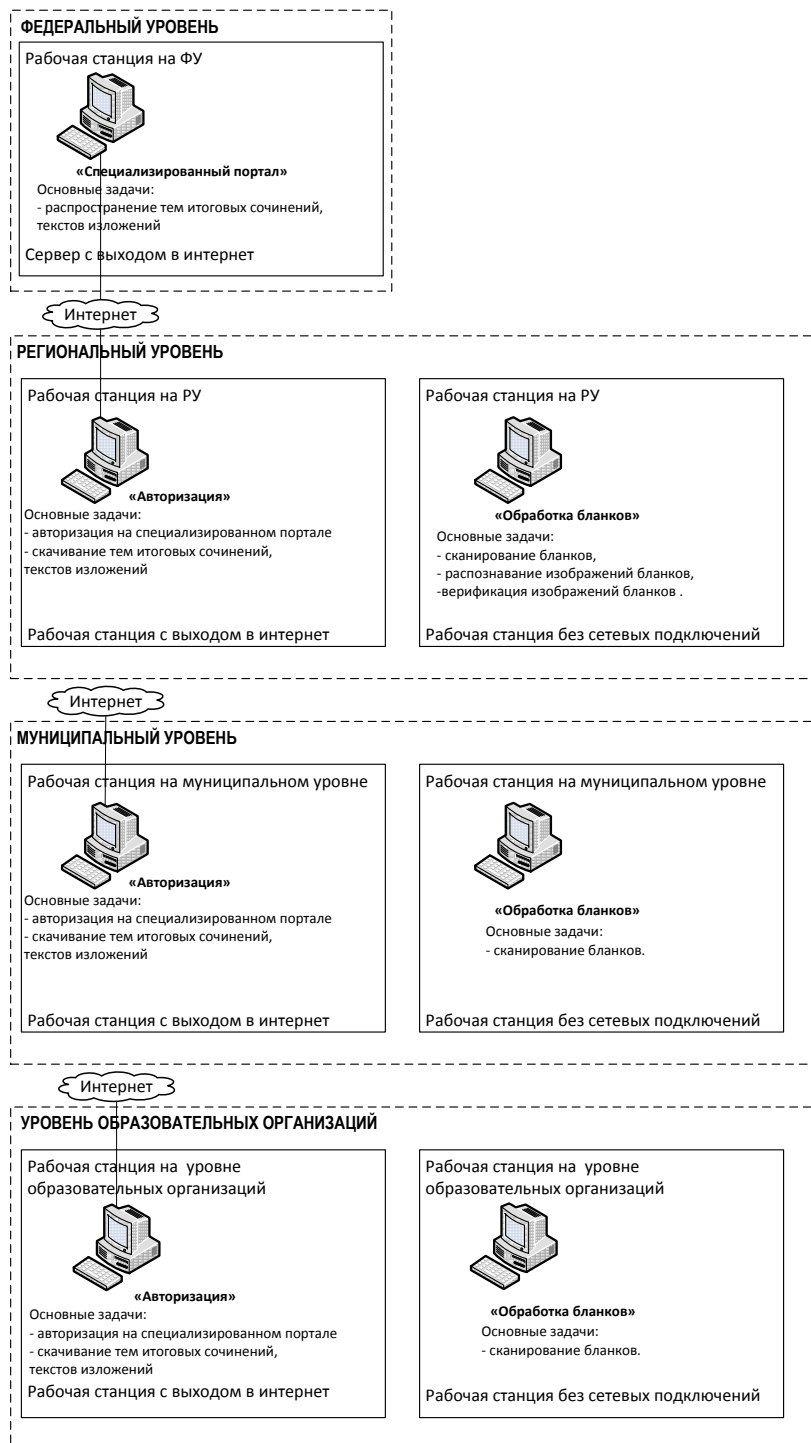 ФЕДЕРАЛЬНЫЙ УРОВЕНЬ
Рабочая станция на ФУ
«Специализированный портал»
Основные задачи:
- распространение тем итоговых сочинений,
текстов изложений
Сервер с выходом в интернет
Интернет
РЕГИОНАЛЬНЫЙ УРОВЕНЬ
Рабочая станция на РУ
«Авторизация»
Основные задачи:
- авторизация на специализированном портале
- скачивание тем итоговых сочинений,
текстов изложений
Рабочая станция с выходом в интернет
Рабочая станция на РУ
«Обработка бланков»
Основные задачи:
- сканирование бланков,
- распознавание изображений бланков,
-верификация изображений бланков .
Рабочая станция без сетевых подключений
Интернет
МУНИЦИПАЛЬНЫЙ УРОВЕНЬ
Рабочая станция на муниципальном уровне
«Авторизация»
Основные задачи:
- авторизация на специализированном портале
- скачивание тем итоговых сочинений,
текстов изложений
Рабочая станция с выходом в интернет
Рабочая станция на муниципальном уровне
«Обработка бланков»
Основные задачи:
- сканирование бланков.
Рабочая станция без сетевых подключений
Интернет
УРОВЕНЬ ОБРАЗОВАТЕЛЬНЫХ ОРГАНИЗАЦИЙ
Рабочая станция на уровне
образовательных организаций
«Авторизация»
Основные задачи:
- авторизация на специализированном портале
- скачивание тем итоговых сочинений,
текстов изложений
Рабочая станция с выходом в интернет
Рабочая станция на уровне
образовательных организаций
«Обработка бланков»
Основные задачи:
- сканирование бланков.
Рабочая станция без сетевых подключений